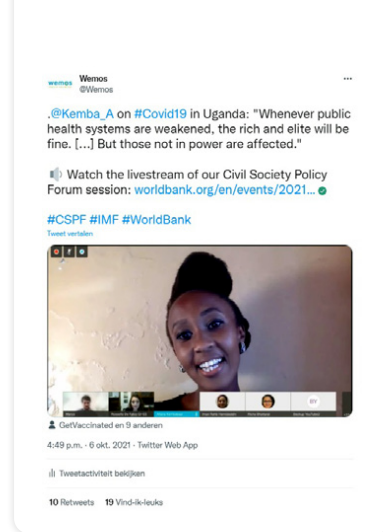 wemos
Wemos
@Wemos
.@Kemba_A on #Covid19 in Uganda: "Whenever public
health systems are weakened, the rich and elite will be
fine. [...] But those not in power are affected."
Watch the livestream of our Civil Society Policy
Forum session: worldbank.org/en/events/2021...
#CSPF #IMF #WorldBank
Tweet vertalen
BY
GetVaccinated en 9 anderen
4:49 p.m. · 6 okt. 2021 · Twitter Web App
Tweetactiviteit bekijken
10 Retweets 19 Vind-ik-leuks